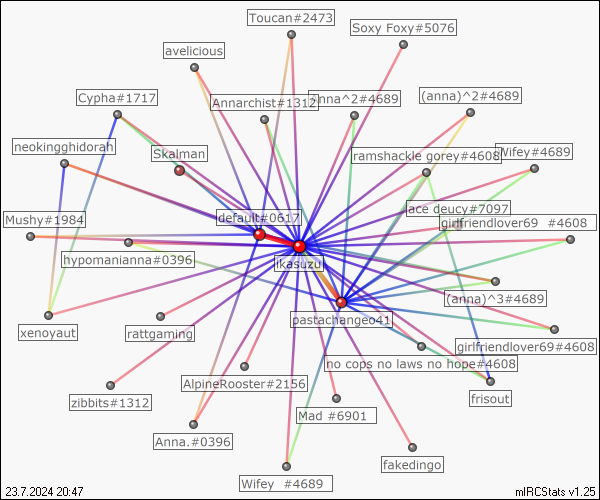 Toucan#2473
Soxy Foxy#5076
avelicious
Cypha#1717
Annarchist#1312
nna^2#4689
(anna)^2#4689
neokingghidorah
Skalman
ramshackle gorey#4608
Wifey#4689
ace deucy#7097
Mushy#1984
default#0617
girlfriendlover69 #4608
hypomanianna#0396
ikasuzu
(anna)^3#4689
pastachangeo41
xenoyaut
rattgaming
girlfriendlover69#4608
no cops no laws no hope#4608
AlpineRooster#2156
frisout
zibbits#1312
Mad #6901
Anna.#0396
fakedingo
Wifey #4689
23.7.2024 20:47
mIRCStats v1.25